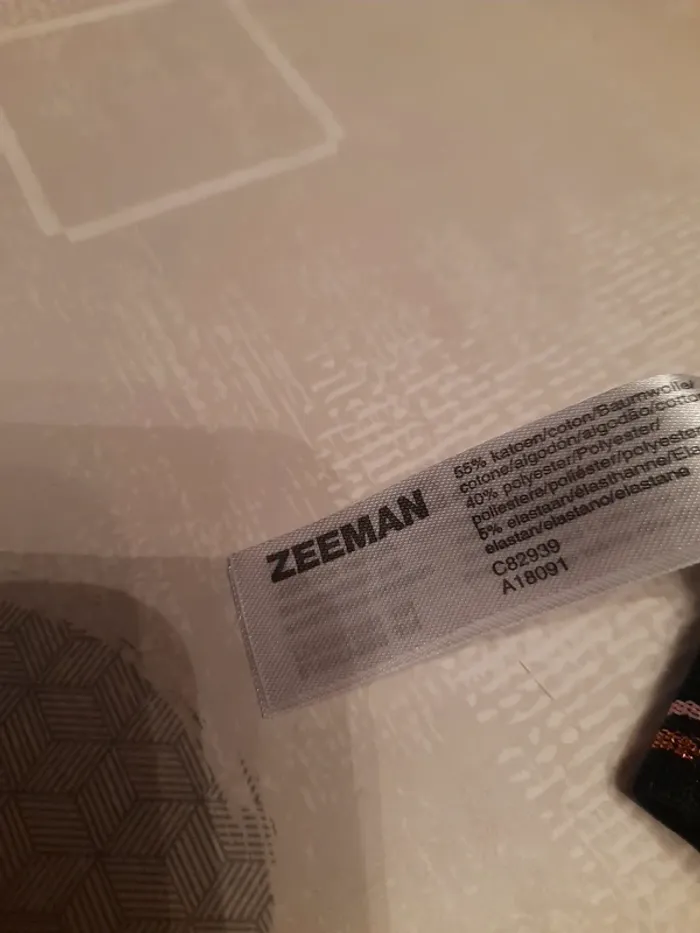 ZEEMAN
55% katoen/coton/Baumwolle/
cotone/algodón/algodão/cotton
40% polyester/Polyester/
poliestere/poliéster/polyester
5% elastaan/élasthanne/Ela
elastan/elastano/elastane
C82939
A18091